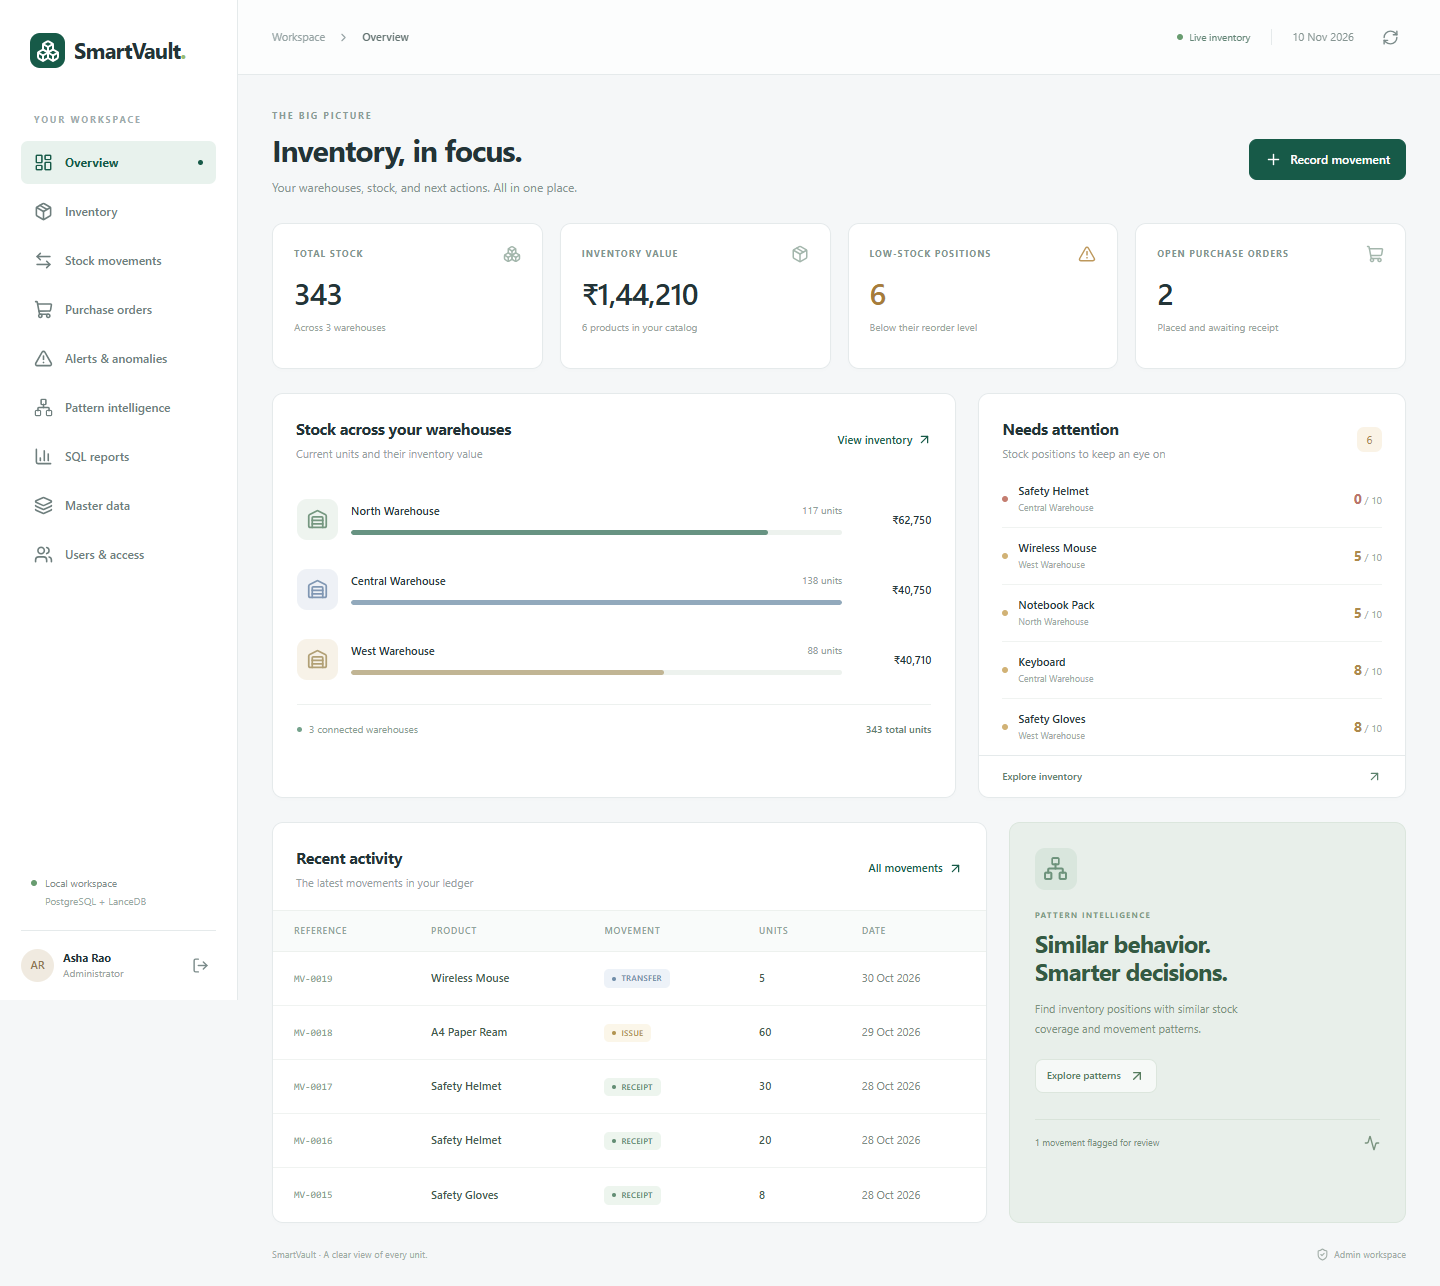 SmartVault.
YOUR WORKSPACE
Overview
Inventory
Stock movements
Purchase orders
Alerts & anomalies
Pattern intelligence
SQL reports
Master data
Users & access
Local workspace
PostgreSQL + LanceDB
AR
Asha Rao
Administrator
Workspace
Overview
Live inventory
10 Nov 2026
THE BIG PICTURE
Inventory, in focus.
Your warehouses, stock, and next actions. All in one place.
Record movement
TOTAL STOCK
343
Across 3 warehouses
INVENTORY VALUE
₹1,44,210
6 products in your catalog
LOW-STOCK POSITIONS
6
Below their reorder level
OPEN PURCHASE ORDERS
2
Placed and awaiting receipt
Stock across your warehouses
Current units and their inventory value
View inventory
North Warehouse 117 units ₹62,750
Central Warehouse 138 units ₹40,750
West Warehouse 88 units ₹40,710
3 connected warehouses 343 total units
Needs attention
Stock positions to keep an eye on
6
Safety Helmet
Central Warehouse
0 / 10
Wireless Mouse
West Warehouse
5 / 10
Notebook Pack
North Warehouse
5 / 10
Keyboard
Central Warehouse
8 / 10
Safety Gloves
West Warehouse
8 / 10
Explore inventory
Recent activity
The latest movements in your ledger
All movements
REFERENCE PRODUCT MOVEMENT UNITS DATE
MV-0019 Wireless Mouse TRANSFER 5 30 Oct 2026
MV-0018 A4 Paper Ream ISSUE 60 29 Oct 2026
MV-0017 Safety Helmet RECEIPT 30 28 Oct 2026
MV-0016 Safety Helmet RECEIPT 20 28 Oct 2026
MV-0015 Safety Gloves RECEIPT 8 28 Oct 2026
PATTERN INTELLIGENCE
Similar behavior.
Smarter decisions.
Find inventory positions with similar stock
coverage and movement patterns.
Explore patterns
1 movement flagged for review
SmartVault · A clear view of every unit.
Admin workspace